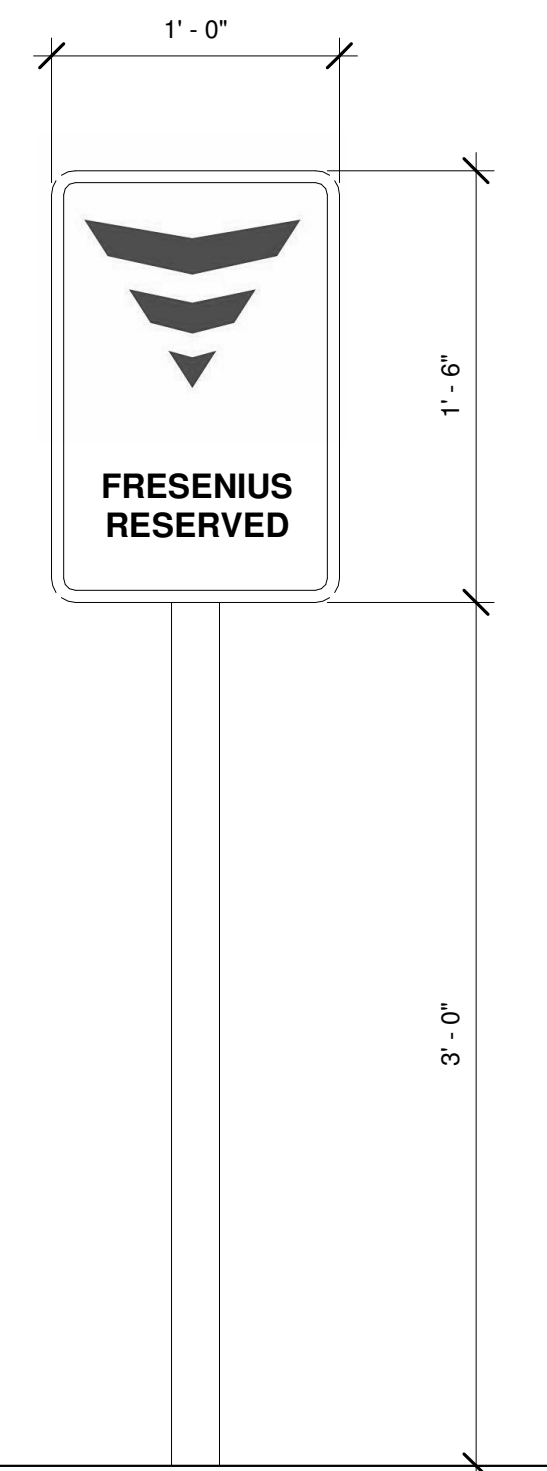 1' - 0"
1' - 6"
FRESENIUS
RESERVED
3' - 0"